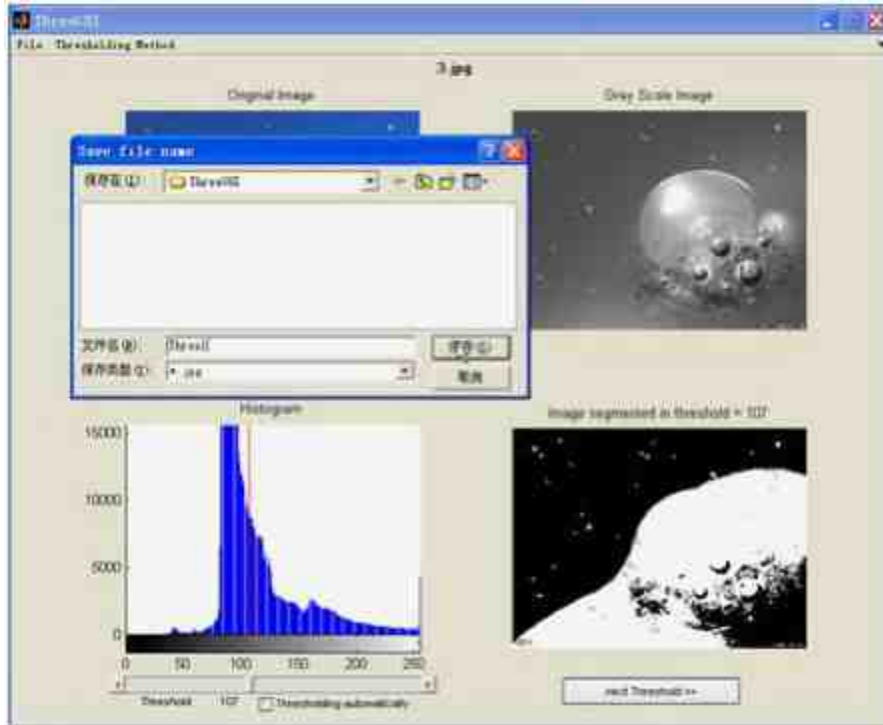 File Thresholding Method
3.jpg
Original Image
Gray Scale Image
Save file name
保存在(I):
文件名(N):
保存(S)
保存类型(T):
*.jpg
取消
Histogram
Image segmented in threshold = 107
15000
10000
5000
0
0 50 100 150 200 250
Threshold 107 Thresholding automatically
next Threshold >>